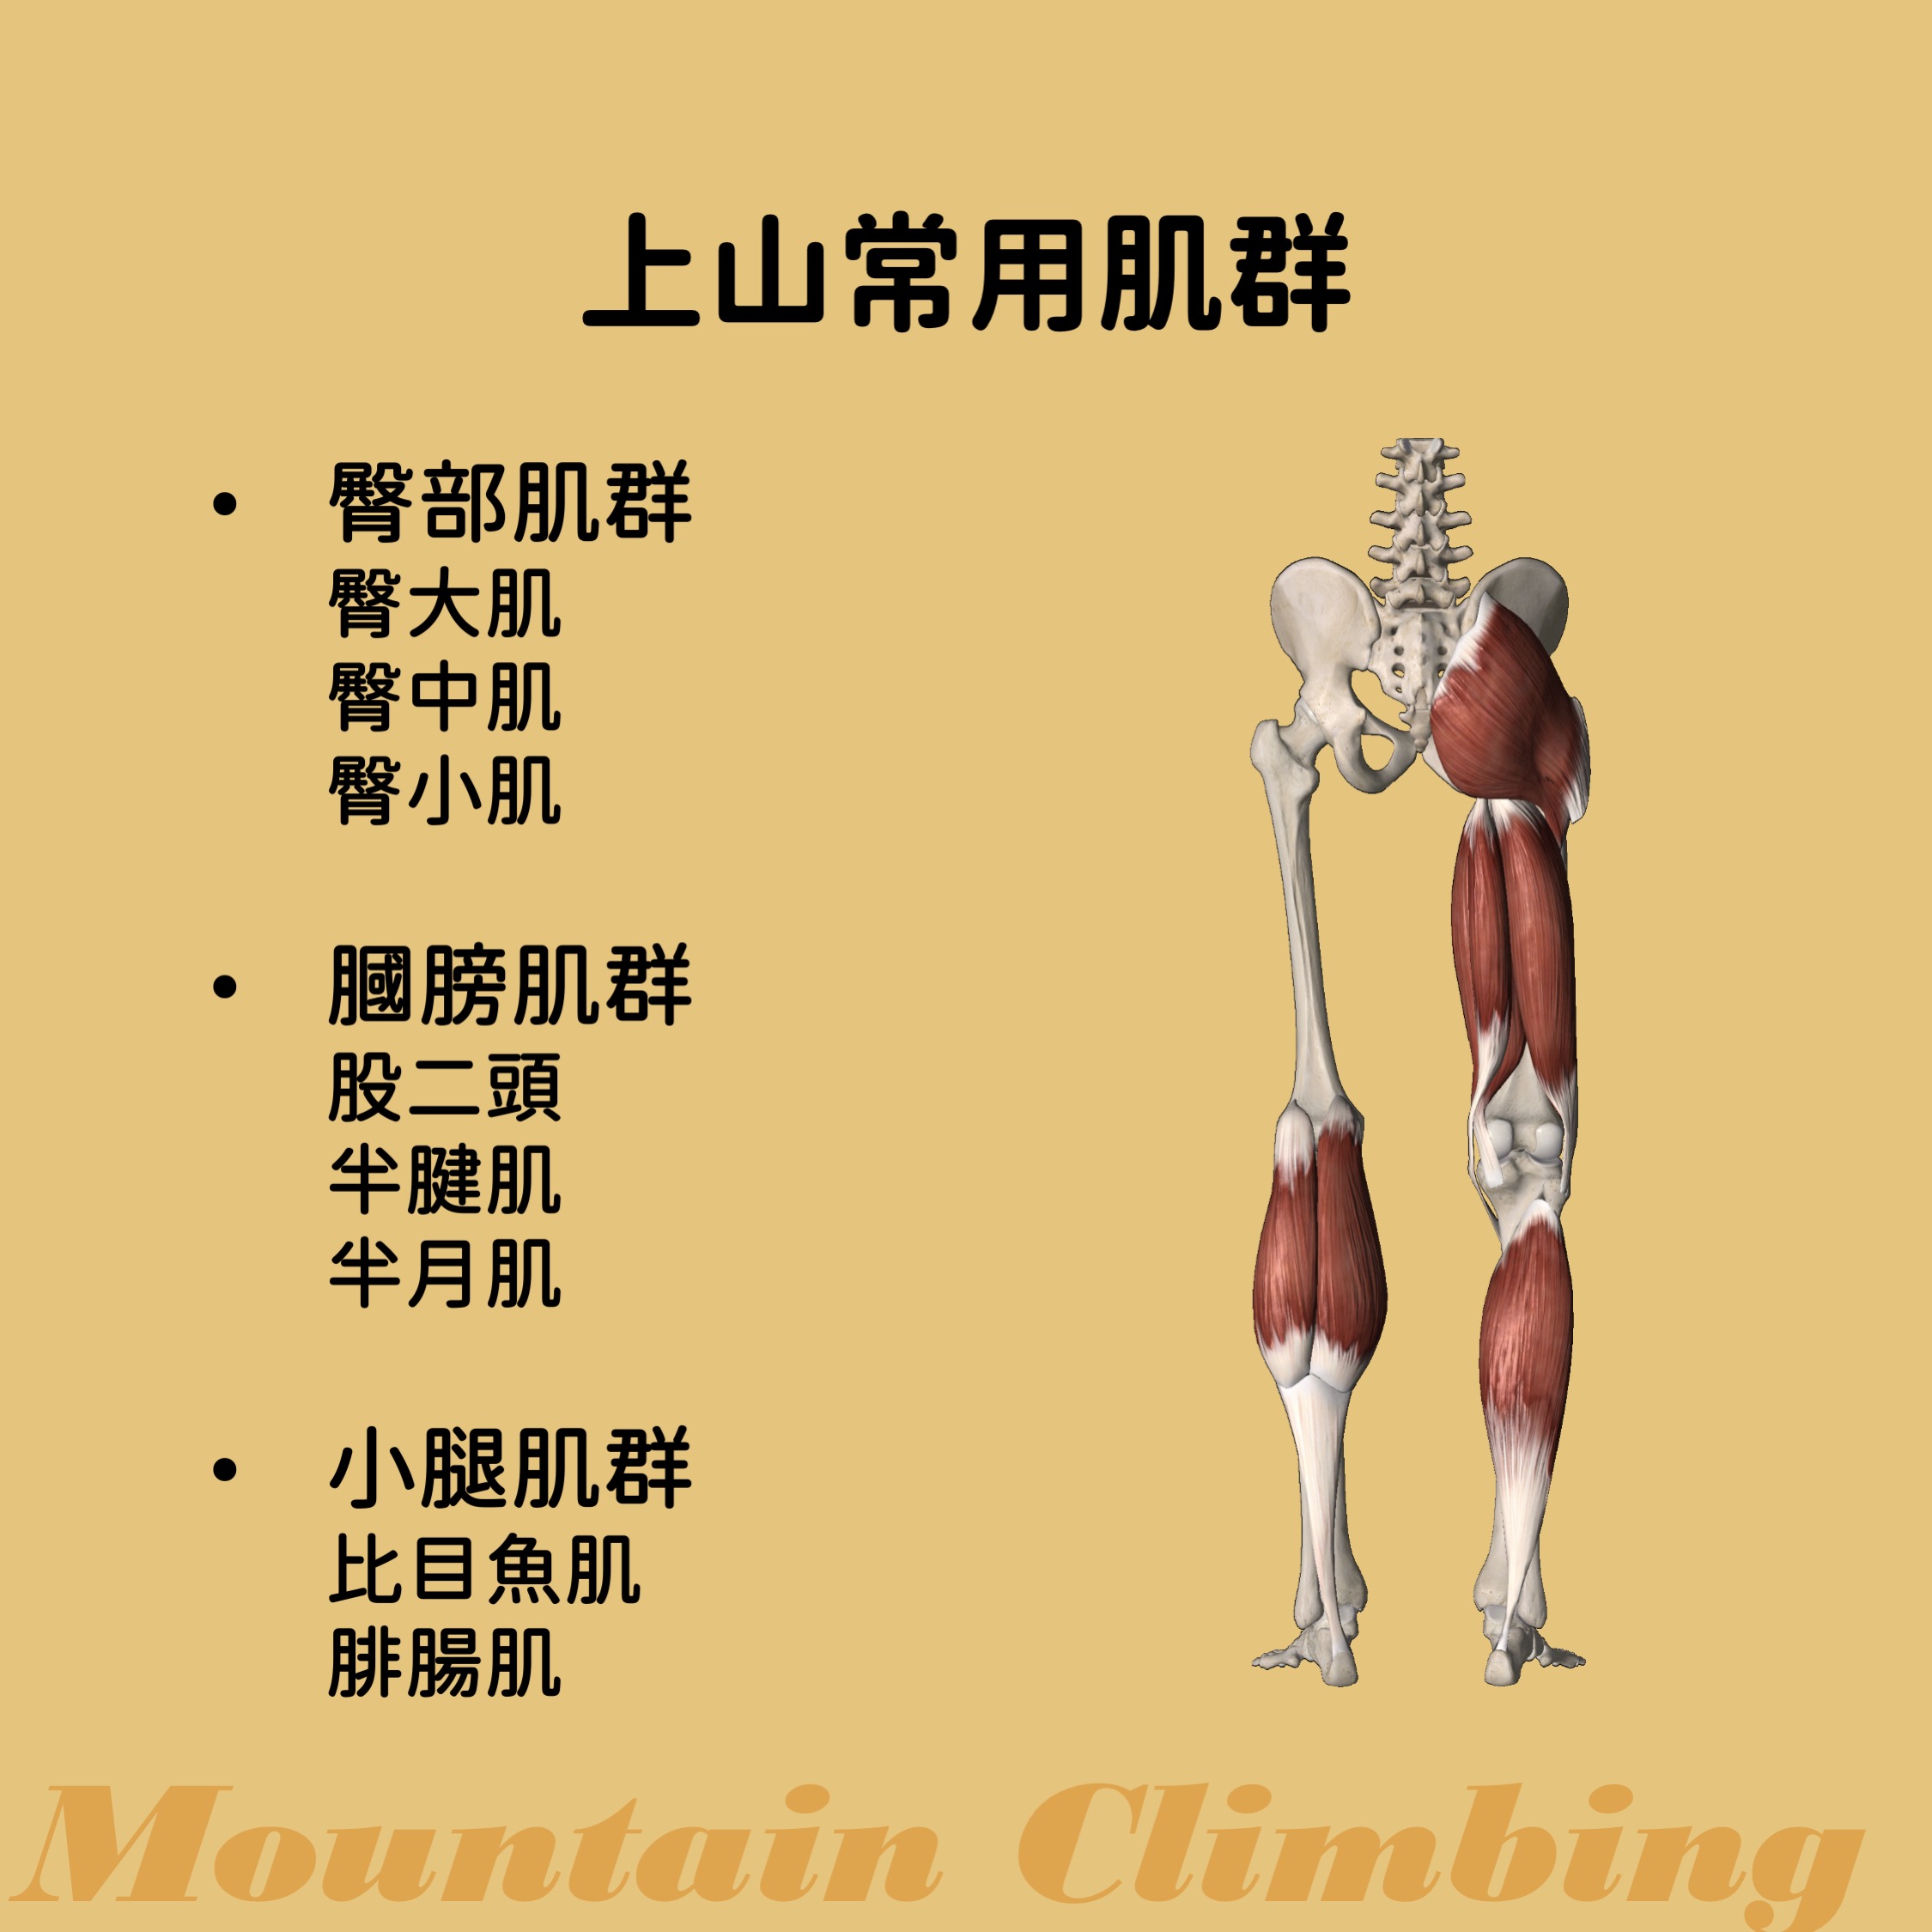 上山常用肌群
• 臀部肌群
臀大肌
臀中肌
臀小肌
• 膕膀肌群
股二頭
半腱肌
半月肌
• 小腿肌群
比目魚肌
腓腸肌
Mountain Climbing